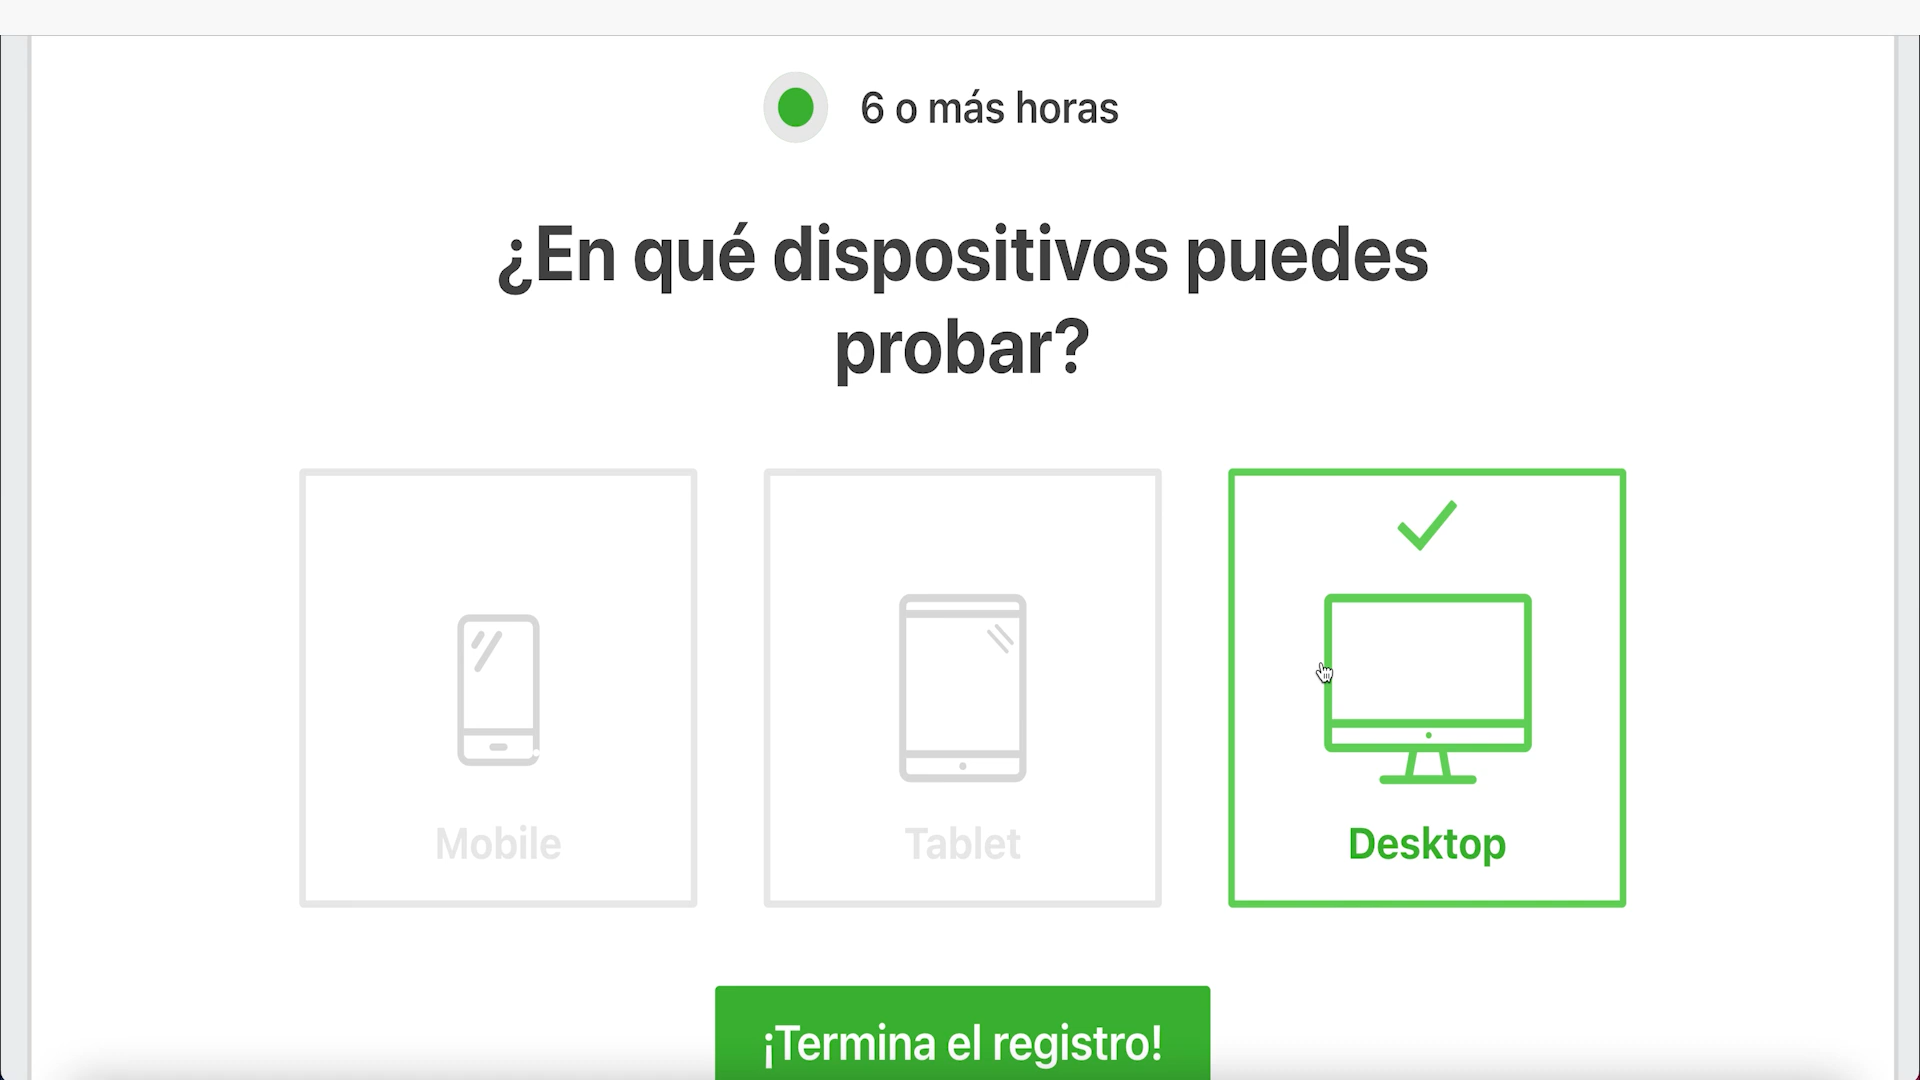 6 o más horas
¿En qué dispositivos puedes
probar?
Mobile
Tablet
Desktop
¡Termina el registro!